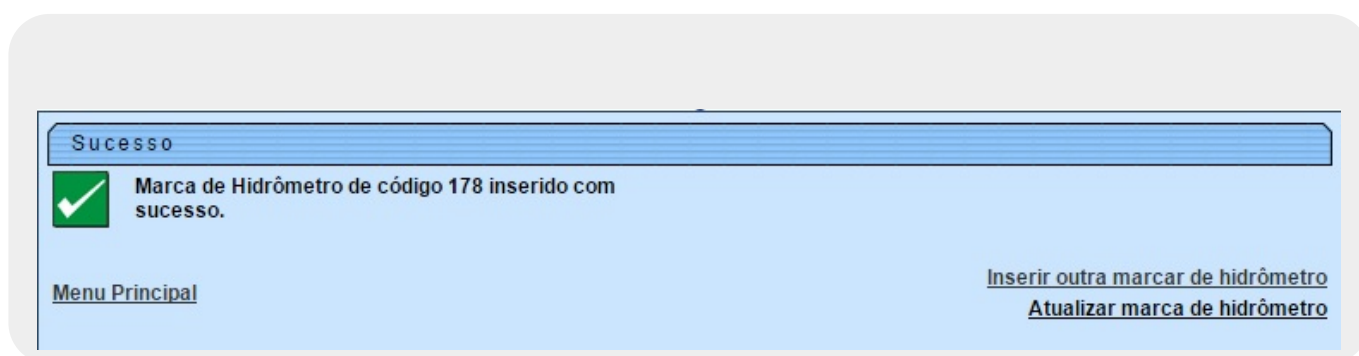 Sucesso
Marca de Hidrômetro de código 178 inserido com
sucesso.
Menu Principal
Inserir outra marcar de hidrômetro
Atualizar marca de hidrômetro